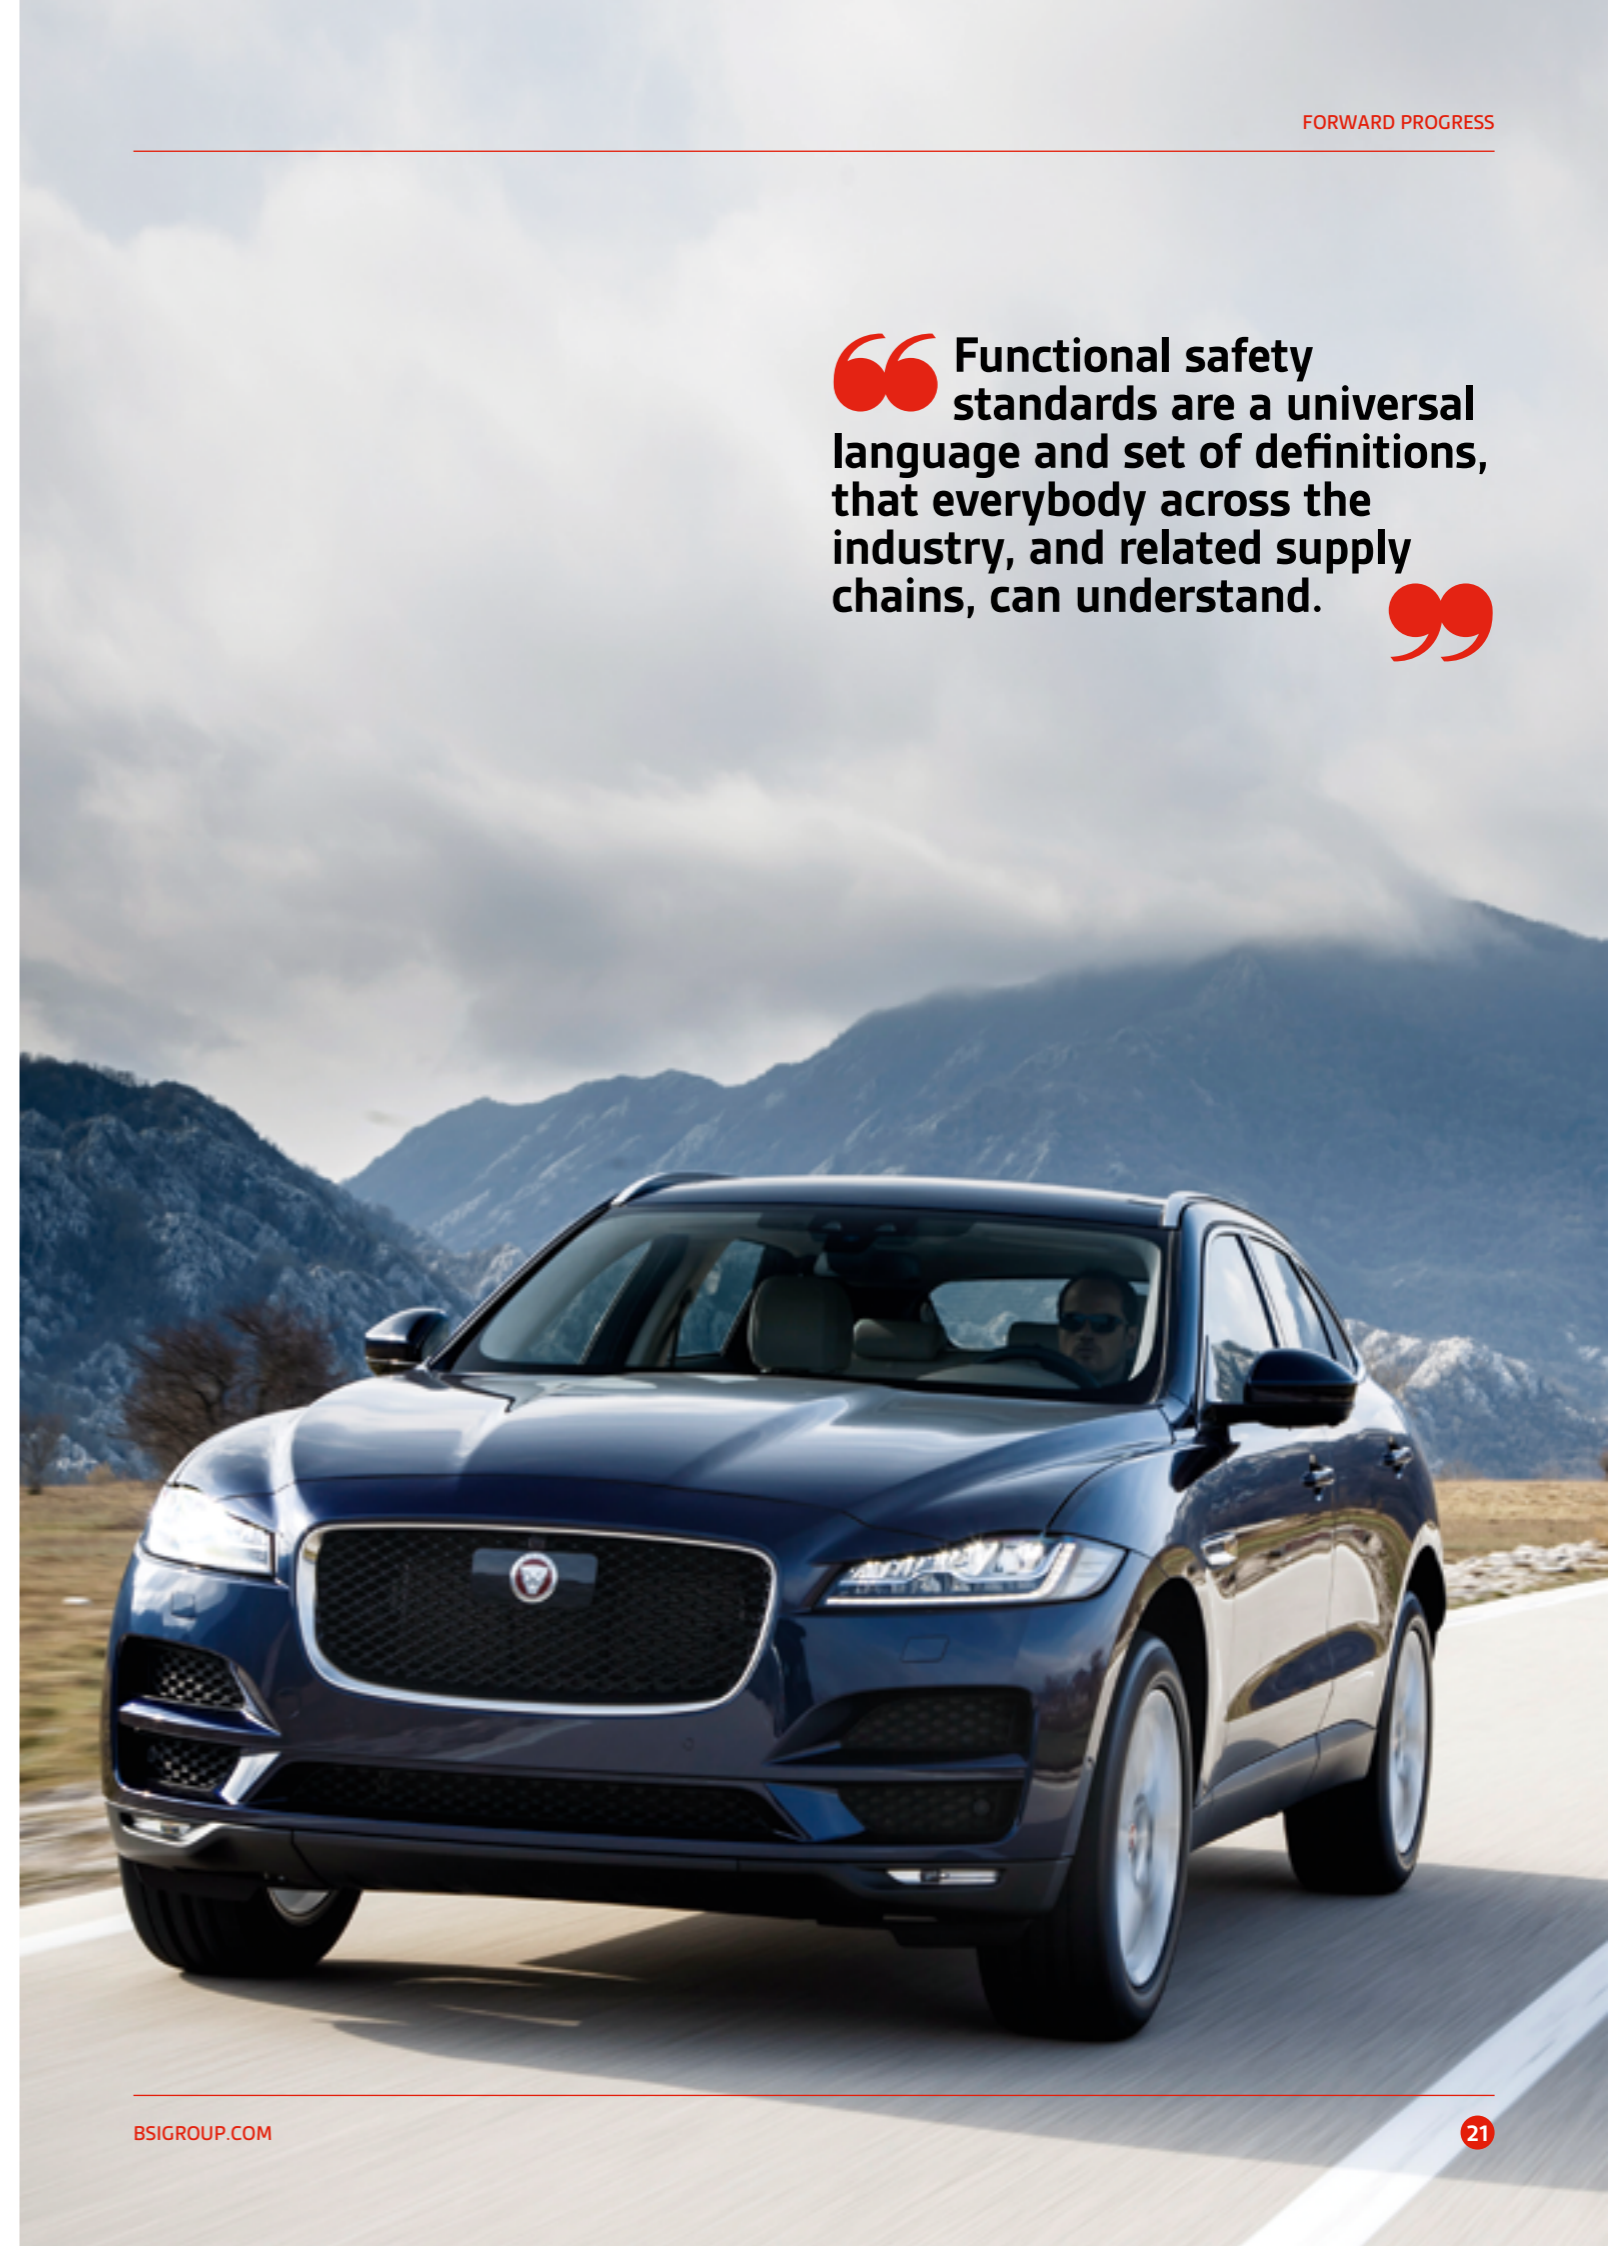 FORWARD PROGRESS
“ Functional safety
standards are a universal
language and set of definitions,
that everybody across the
industry, and related supply
chains, can understand. ”
BSIGROUP.COM
21